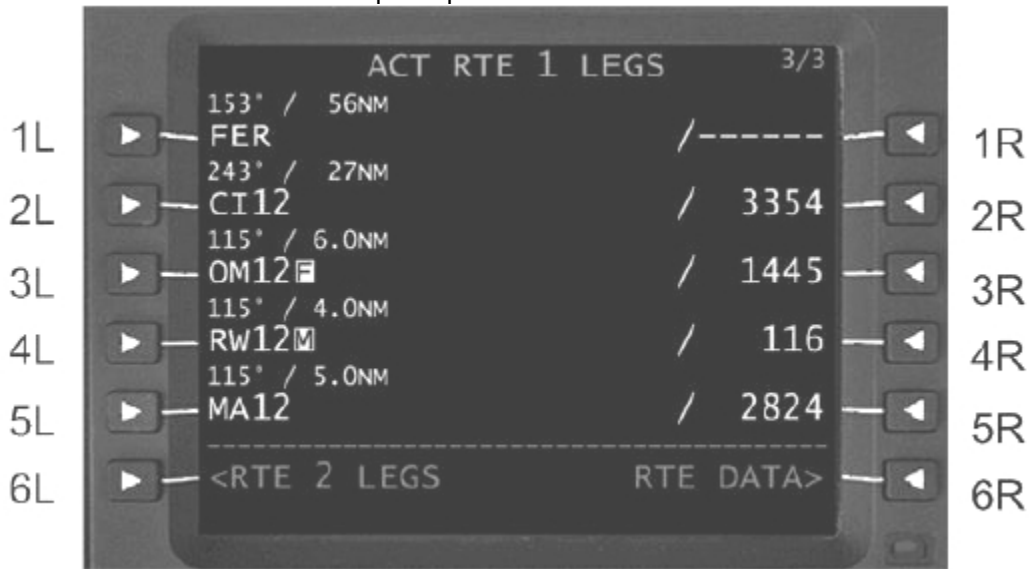 ACT RTE 1 LEGS 3/3
153° / 56NM
1L FER /------ 1R
243° / 27NM
2L CI12 / 3354 2R
115° / 6.0NM
3L OM12F / 1445 3R
115° / 4.0NM
4L RW12M / 116 4R
115° / 5.0NM
5L MA12 / 2824 5R
6L <RTE 2 LEGS RTE DATA> 6R